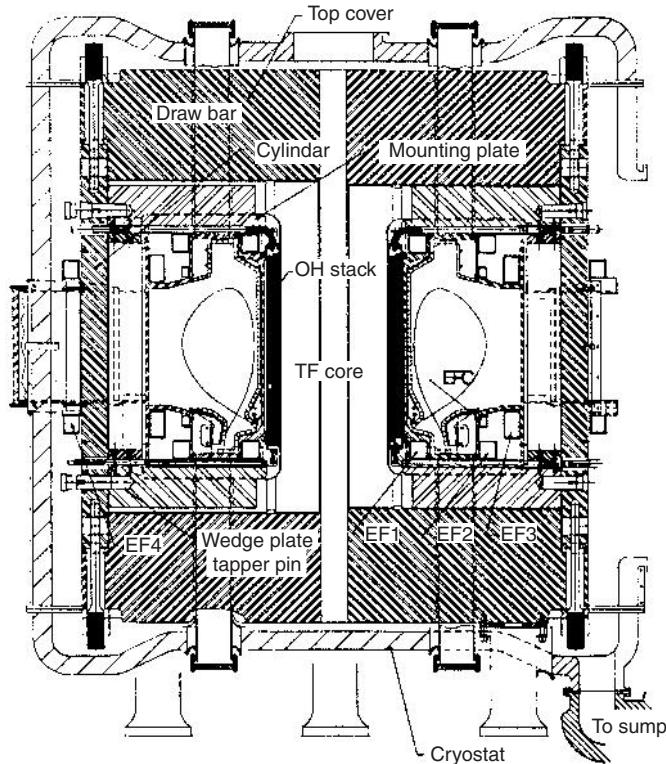 Top cover
Draw bar
Cylindar
Mounting plate
OH stack
TF core
EFC
EF4
Wedge plate
tapper pin
EF1
EF2
EF3
To sump
Cryostat